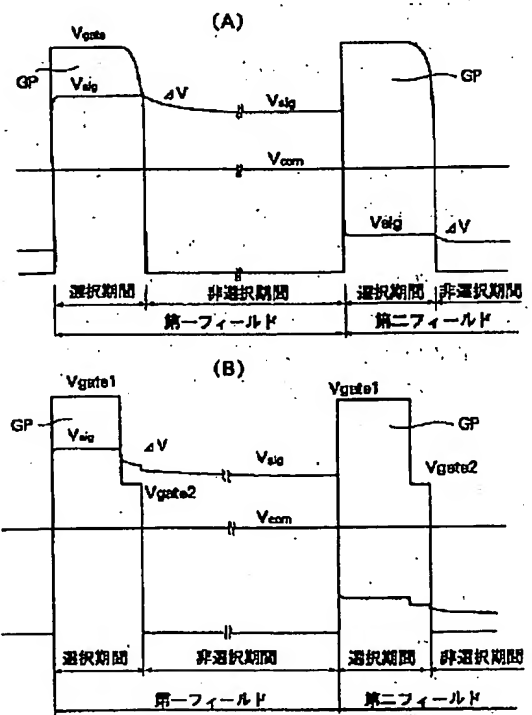 (A)
Vgate
GP
Vsig
ΔV
Vsig
Vcom
GP
Vsig
ΔV
選択期間 非選択期間 選択期間 非選択期間
第一フィールド 第二フィールド
(B)
Vgate1
GP
Vsig
ΔV
Vsig
Vgate2
Vcom
Vgate1
GP
Vgate2
選択期間 非選択期間 選択期間 非選択期間
第一フィールド 第二フィールド